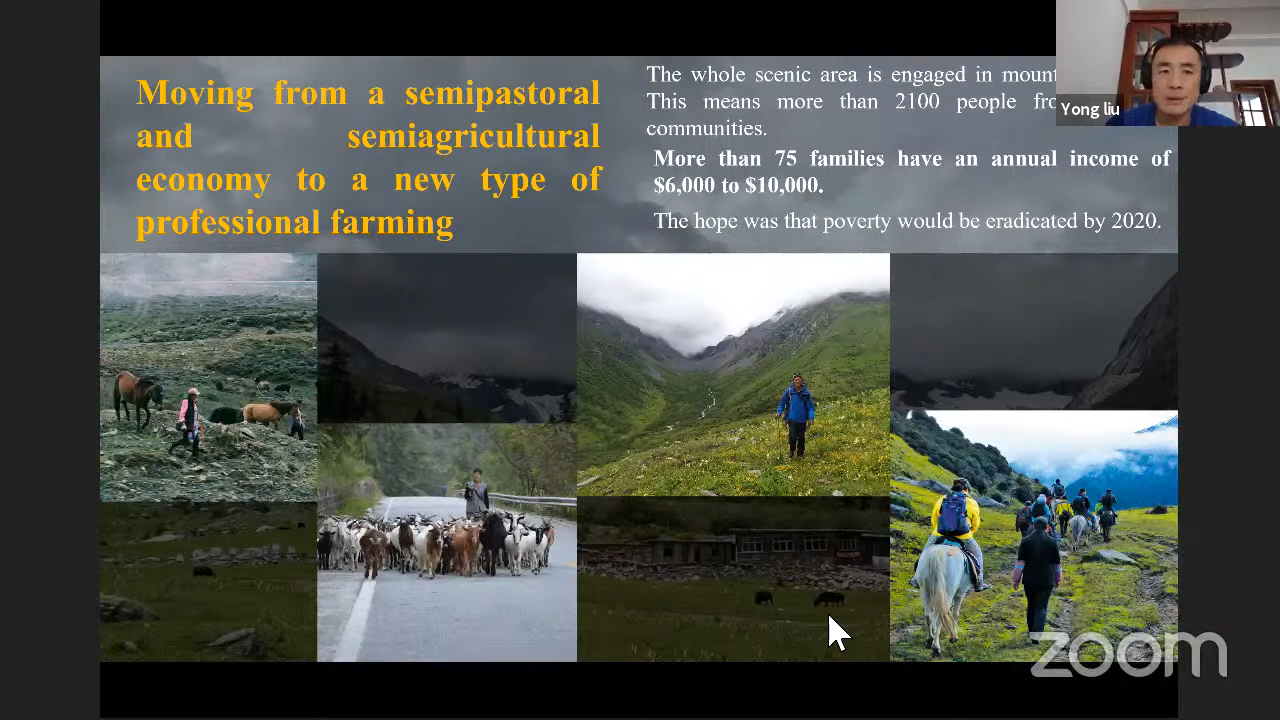 Moving from a semipastoral
and semiagricultural
economy to a new type of
professional farming
The whole scenic area is engaged in
This means more than 2100 people
communities.
More than 75 families have an annual income of
$6,000 to $10,000.
The hope was that poverty would be eradicated by 2020.
Yong liu
zoom